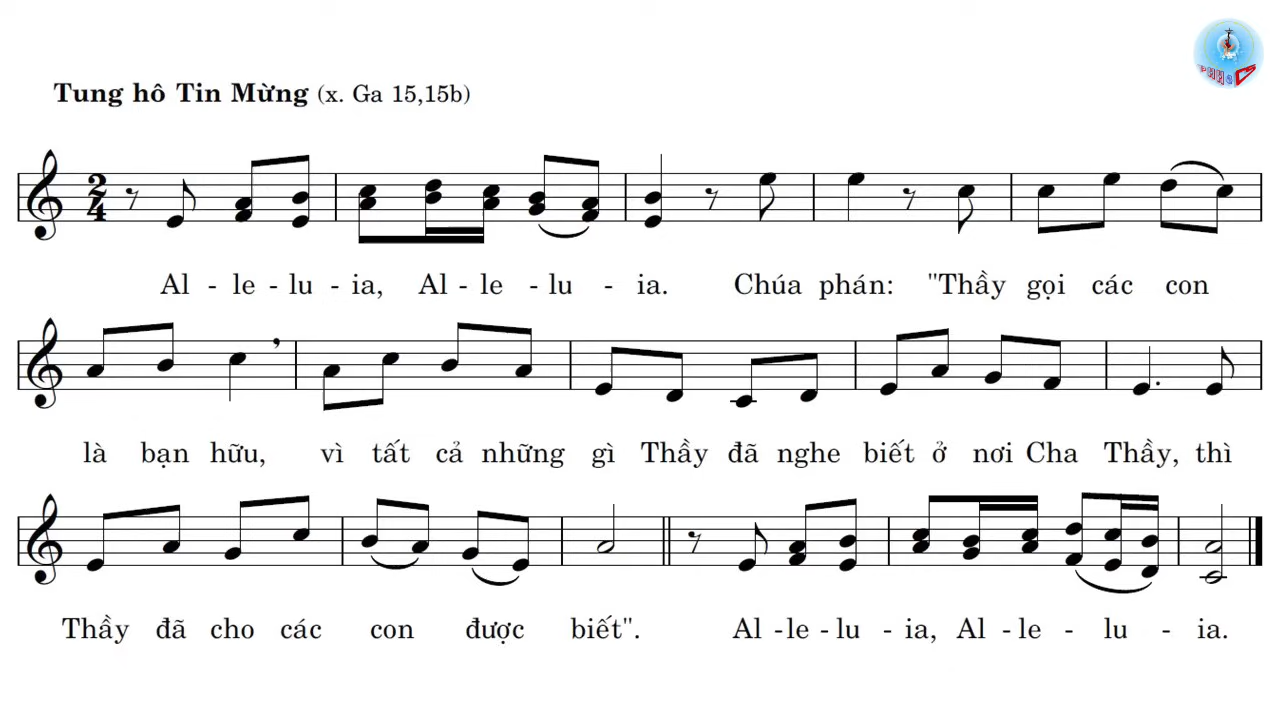 Tung hô Tin Mừng (x. Ga 15,15b)
2
4
Al - le - lu - ia, Al - le - lu - ia. Chúa phán: "Thầy gọi các con
là bạn hữu, vì tất cả những gì Thầy đã nghe biết ở nơi Cha Thầy, thì
Thầy đã cho các con được biết". Al - le - lu - ia, Al - le - lu - ia.